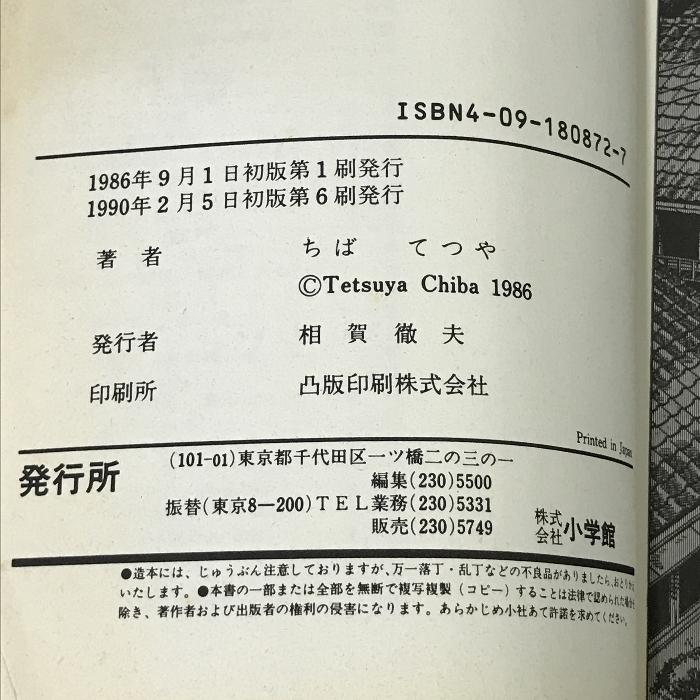 ISBN4-09-180872-7
1986年9月1日初版第1刷発行
1990年2月5日初版第6刷発行
著者 ちば てつや
©Tetsuya Chiba 1986
発行者 相賀徹夫
印刷所 凸版印刷株式会社
Printed in Japan
発行所
(101-01)東京都千代田区一ツ橋二の三の一
編集(230)5500
振替(東京8—200)TEL業務(230)5331
販売(230)5749
株式会社小学館
●造本には、じゅうぶん注意しておりますが、万一落丁・乱丁などの不良品がありましたら、おとりかえ
いたします。●本書の一部または全部を無断で複写複製(コピー)することは法律で認められた場合を
除き、著作者および出版者の権利の侵害になります。あらかじめ小社あて許諾を求めてください。